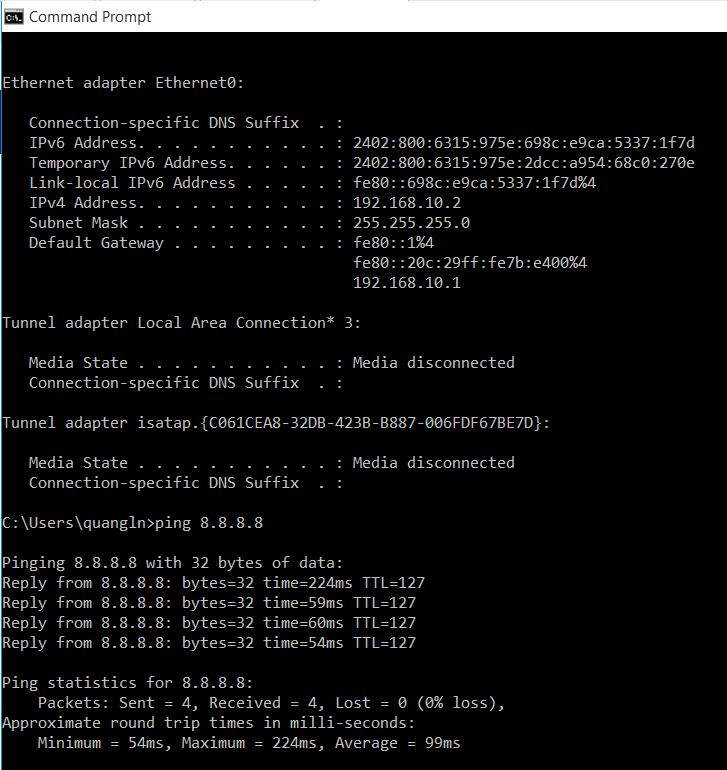 Command Prompt
Ethernet adapter Ethernet0:
Connection-specific DNS Suffix  . :
IPv6 Address. . . . . . . . . . . : 2402:800:6315:975e:698c:e9ca:5337:1f7d
Temporary IPv6 Address. . . . . . : 2402:800:6315:975e:2dcc:a954:68c0:270e
Link-local IPv6 Address . . . . . : fe80::698c:e9ca:5337:1f7d%4
IPv4 Address. . . . . . . . . . . : 192.168.10.2
Subnet Mask . . . . . . . . . . . : 255.255.255.0
Default Gateway . . . . . . . . . : fe80::1%4
fe80::20c:29ff:fe7b:e400%4
192.168.10.1
Tunnel adapter Local Area Connection* 3:
Media State . . . . . . . . . . . : Media disconnected
Connection-specific DNS Suffix  . :
Tunnel adapter isatap.{C061CEA8-32DB-423B-B887-006FDF67BE7D}:
Media State . . . . . . . . . . . : Media disconnected
Connection-specific DNS Suffix  . :
C:\Users\quangln>ping 8.8.8.8
Pinging 8.8.8.8 with 32 bytes of data:
Reply from 8.8.8.8: bytes=32 time=224ms TTL=127
Reply from 8.8.8.8: bytes=32 time=59ms TTL=127
Reply from 8.8.8.8: bytes=32 time=60ms TTL=127
Reply from 8.8.8.8: bytes=32 time=54ms TTL=127
Ping statistics for 8.8.8.8:
Packets: Sent = 4, Received = 4, Lost = 0 (0% loss),
Approximate round trip times in milli-seconds:
Minimum = 54ms, Maximum = 224ms, Average = 99ms